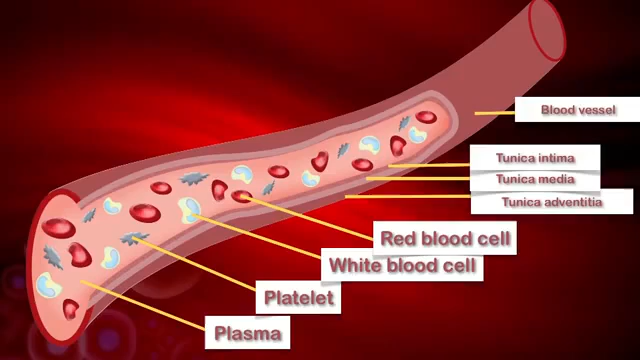 Blood vessel
Tunica intima
Tunica media
Tunica adventitia
Red blood cell
White blood cell
Platelet
Plasma